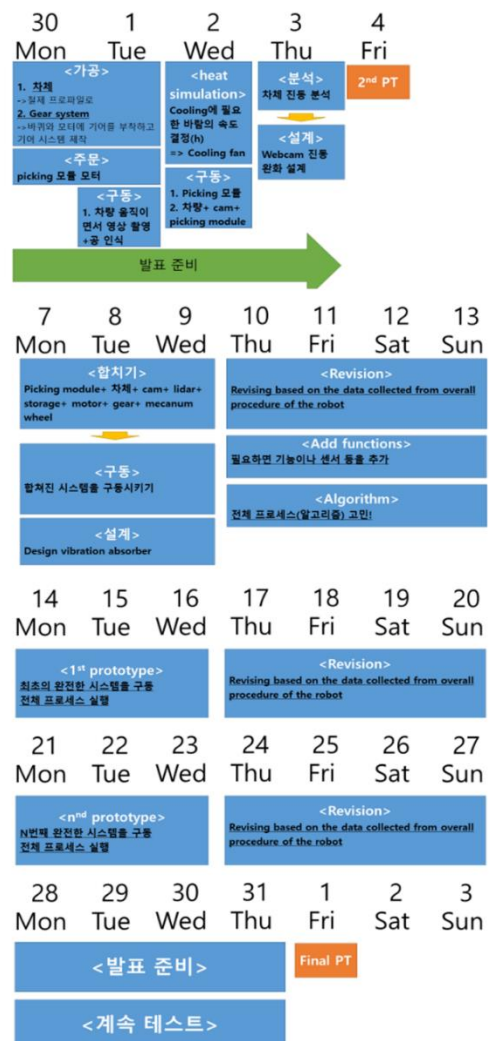 30 1 2 3 4
Mon Tue Wed Thu Fri
<가공>
1. 차체
->철재 프로파일로
2. Gear system
->바퀴와 모터에 기어를 부착하고
기어 시스템 제작
<주문>
picking 모듈 모터
<구동>
1. 차량 움직이
면서 영상 촬영
+공 인식
<heat
simulation>
Cooling에 필요
한 바람의 속도
결정(h)
=> Cooling fan
<구동>
1. Picking 모듈
2. 차량+ cam+
picking module
<분석>
차체 진동 분석
<설계>
Webcam 진동
완화 설계
2nd PT
발표 준비
7 8 9 10 11 12 13
Mon Tue Wed Thu Fri Sat Sun
<합치기>
Picking module+ 차체+ cam+ lidar+
storage+ motor+ gear+ mecanum
wheel
<구동>
합쳐진 시스템을 구동시키기
<설계>
Design vibration absorber
<Revision>
Revising based on the data collected from overall
procedure of the robot
<Add functions>
필요하면 기능이나 센서 등을 추가
<Algorithm>
전체 프로세스(알고리즘) 고민!
14 15 16 17 18 19 20
Mon Tue Wed Thu Fri Sat Sun
<1st prototype>
최초의 완전한 시스템을 구동
전체 프로세스 실행
<Revision>
Revising based on the data collected from overall
procedure of the robot
21 22 23 24 25 26 27
Mon Tue Wed Thu Fri Sat Sun
<nnd prototype>
N번째 완전한 시스템을 구동
전체 프로세스 실행
<Revision>
Revising based on the data collected from overall
procedure of the robot
28 29 30 31 1 2 3
Mon Tue Wed Thu Fri Sat Sun
<발표 준비>
Final PT
<계속 테스트>